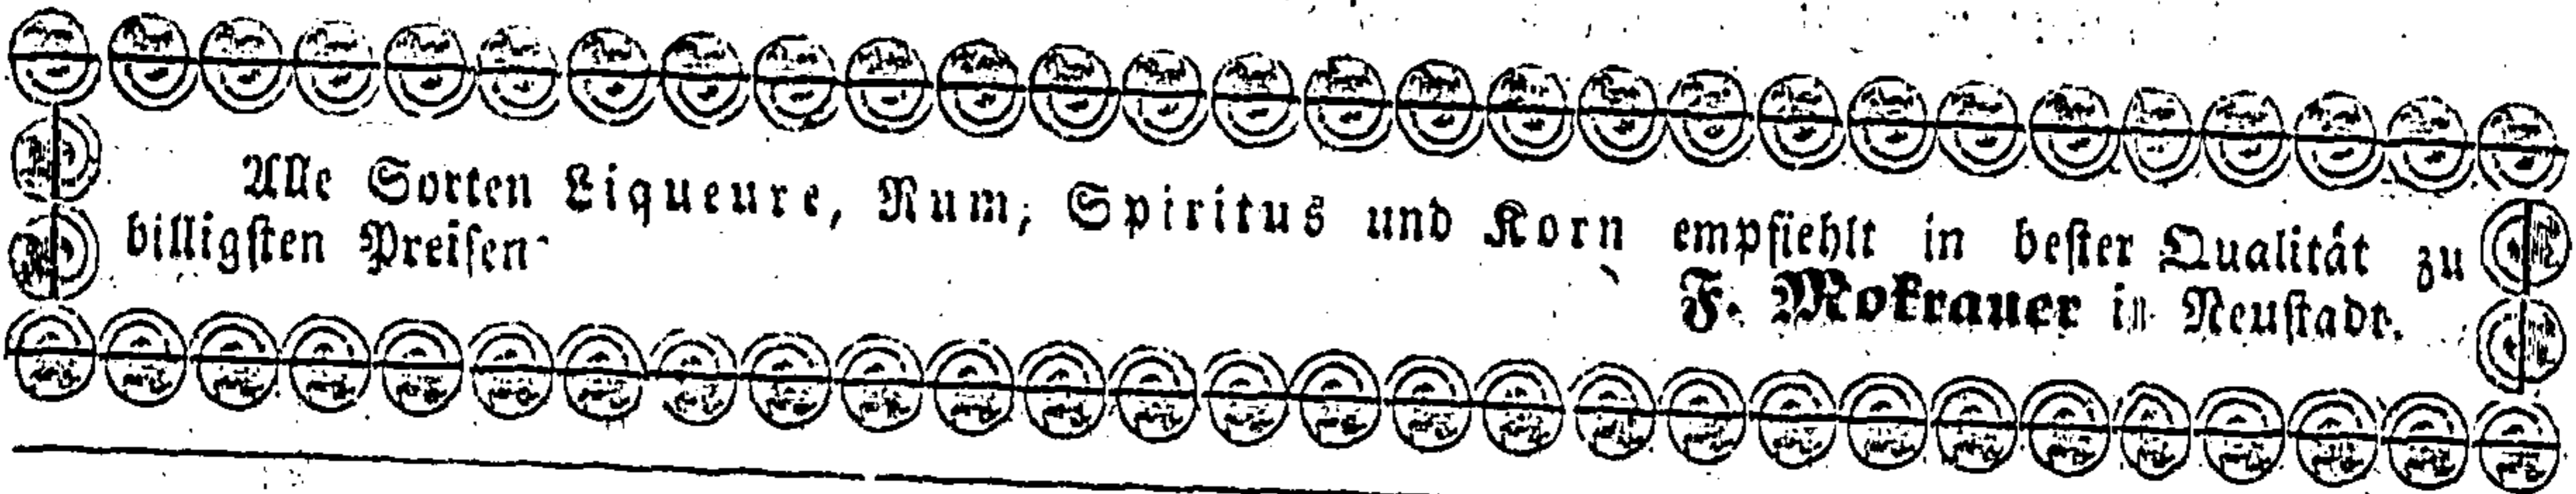 Alle Sorten Liqueure, Rum, Spiritus und Korn empfiehlt in bester Qualität zu
billigsten Preisen
F. Mokrauer in Neustadt.